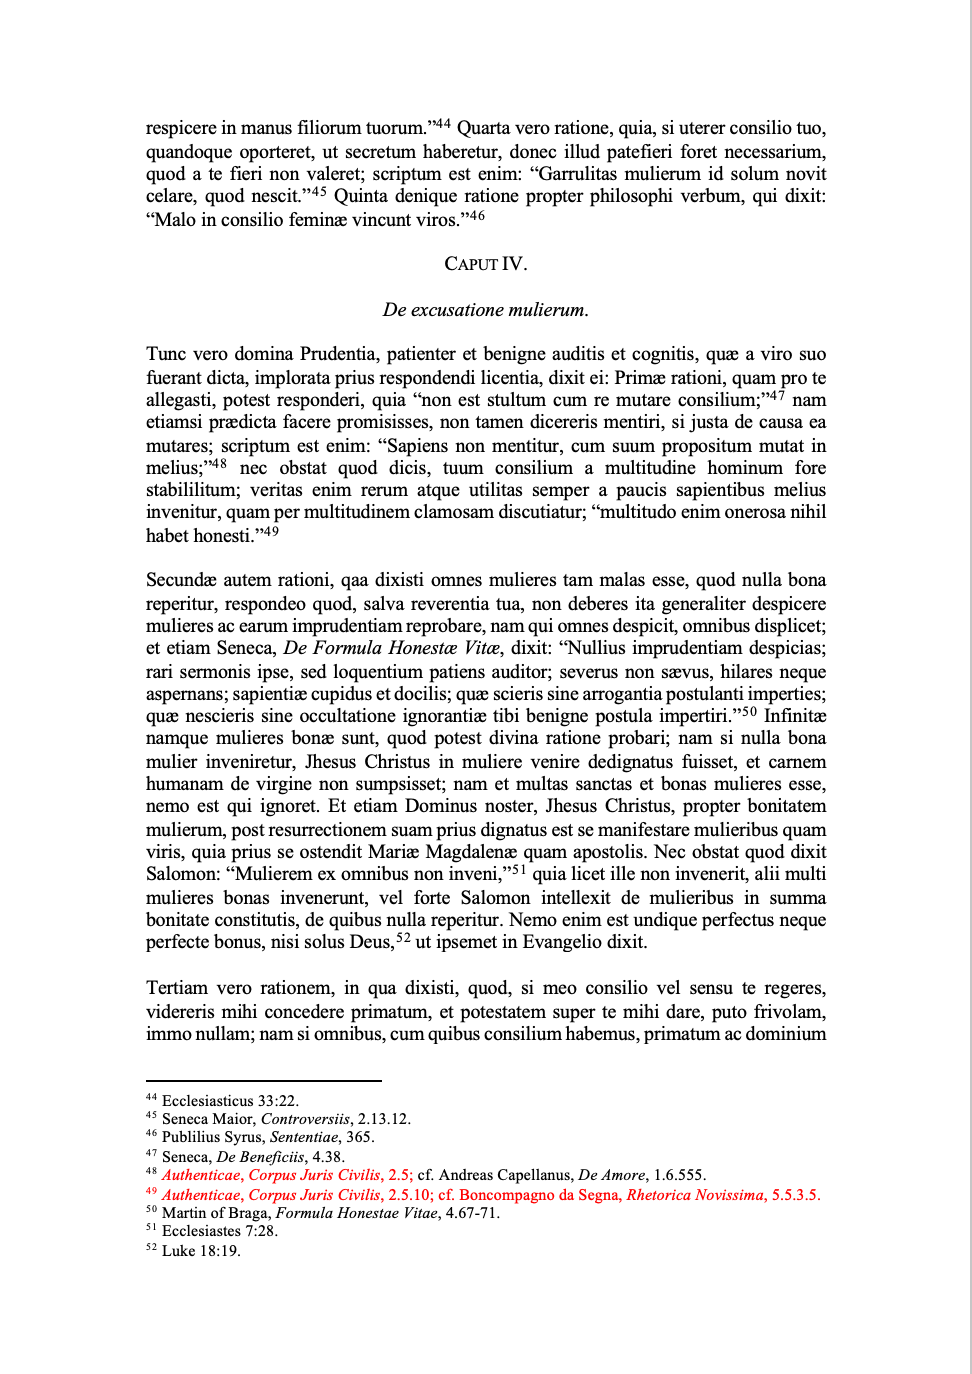 respicere in manus filiorum tuorum.”44 Quarta vero ratione, quia, si uterer consilio tuo,
quandoque oporteret, ut secretum haberetur, donec illud patefieri foret necessarium,
quod a te fieri non valeret; scriptum est enim: “Garrulitas mulierum id solum novit
celare, quod nescit.”45 Quinta denique ratione propter philosophi verbum, qui dixit:
“Malo in consilio feminæ vincunt viros.”46
CAPUT IV.
De excusatione mulierum.
Tunc vero domina Prudentia, patienter et benigne auditis et cognitis, quæ a viro suo
fuerant dicta, implorata prius respondendi licentia, dixit ei: Primæ rationi, quam pro te
allegasti, potest responderi, quia “non est stultum cum re mutare consilium;”47 nam
etiamsi prædicta facere promisisses, non tamen dicereris mentiri, si justa de causa ea
mutares; scriptum est enim: “Sapiens non mentitur, cum suum propositum mutat in
melius;”48 nec obstat quod dicis, tuum consilium a multitudine hominum fore
stabililitum; veritas enim rerum atque utilitas semper a paucis sapientibus melius
invenitur, quam per multitudinem clamosam discutiatur; “multitudo enim onerosa nihil
habet honesti.”49
Secundæ autem rationi, qaa dixisti omnes mulieres tam malas esse, quod nulla bona
reperitur, respondeo quod, salva reverentia tua, non deberes ita generaliter despicere
mulieres ac earum imprudentiam reprobare, nam qui omnes despicit, omnibus displicet;
et etiam Seneca, De Formula Honestæ Vitæ, dixit: “Nullius imprudentiam despicias;
rari sermonis ipse, sed loquentium patiens auditor; severus non sævus, hilares neque
aspernans; sapientiæ cupidus et docilis; quæ scieris sine arrogantia postulanti imperties;
quæ nescieris sine occultatione ignorantiæ tibi benigne postula impertiri.”50 Infinitæ
namque mulieres bonæ sunt, quod potest divina ratione probari; nam si nulla bona
mulier inveniretur, Jhesus Christus in muliere venire dedignatus fuisset, et carnem
humanam de virgine non sumpsisset; nam et multas sanctas et bonas mulieres esse,
nemo est qui ignoret. Et etiam Dominus noster, Jhesus Christus, propter bonitatem
mulierum, post resurrectionem suam prius dignatus est se manifestare mulieribus quam
viris, quia prius se ostendit Mariæ Magdalenæ quam apostolis. Nec obstat quod dixit
Salomon: “Mulierem ex omnibus non inveni,”51 quia licet ille non invenerit, alii multi
mulieres bonas invenerunt, vel forte Salomon intellexit de mulieribus in summa
bonitate constitutis, de quibus nulla reperitur. Nemo enim est undique perfectus neque
perfecte bonus, nisi solus Deus,52 ut ipsemet in Evangelio dixit.
Tertiam vero rationem, in qua dixisti, quod, si meo consilio vel sensu te regeres,
videreris mihi concedere primatum, et potestatem super te mihi dare, puto frivolam,
immo nullam; nam si omnibus, cum quibus consilium habemus, primatum ac dominium
44 Ecclesiasticus 33:22.
45 Seneca Maior, Controversiis, 2.13.12.
46 Publilius Syrus, Sententiae, 365.
47 Seneca, De Beneficiis, 4.38.
48 Authenticae, Corpus Juris Civilis, 2.5; cf. Andreas Capellanus, De Amore, 1.6.555.
49 Authenticae, Corpus Juris Civilis, 2.5.10; cf. Boncompagno da Segna, Rhetorica Novissima, 5.5.3.5.
50 Martin of Braga, Formula Honestae Vitae, 4.67-71.
51 Ecclesiastes 7:28.
52 Luke 18:19.